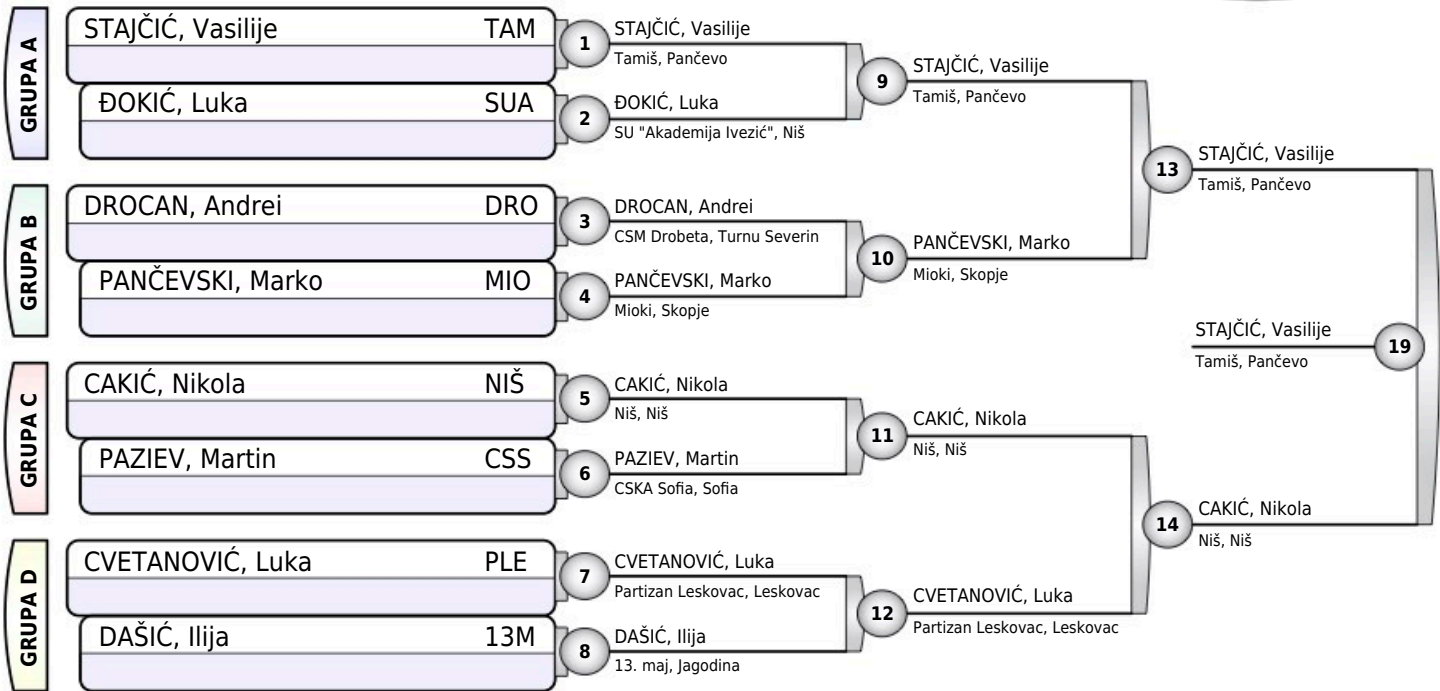 GRUPA A
STAJČIĆ, Vasilije TAM
1
STAJČIĆ, Vasilije
Tamiš, Pančevo
ĐOKIĆ, Luka SUA
2
ĐOKIĆ, Luka
SU "Akademija Ivezić", Niš
9
STAJČIĆ, Vasilije
Tamiš, Pančevo
GRUPA B
DROCAN, Andrei DRO
3
DROCAN, Andrei
CSM Drobeta, Turnu Severin
PANČEVSKI, Marko MIO
4
PANČEVSKI, Marko
Mioki, Skopje
10
PANČEVSKI, Marko
Mioki, Skopje
13
STAJČIĆ, Vasilije
Tamiš, Pančevo
GRUPA C
CAKIĆ, Nikola NIŠ
5
CAKIĆ, Nikola
Niš, Niš
PAZIEV, Martin CSS
6
PAZIEV, Martin
CSKA Sofia, Sofia
11
CAKIĆ, Nikola
Niš, Niš
GRUPA D
CVETANOVIĆ, Luka PLE
7
CVETANOVIĆ, Luka
Partizan Leskovac, Leskovac
DAŠIĆ, Ilija 13M
8
DAŠIĆ, Ilija
13. maj, Jagodina
12
CVETANOVIĆ, Luka
Partizan Leskovac, Leskovac
14
CAKIĆ, Nikola
Niš, Niš
STAJČIĆ, Vasilije
Tamiš, Pančevo
19